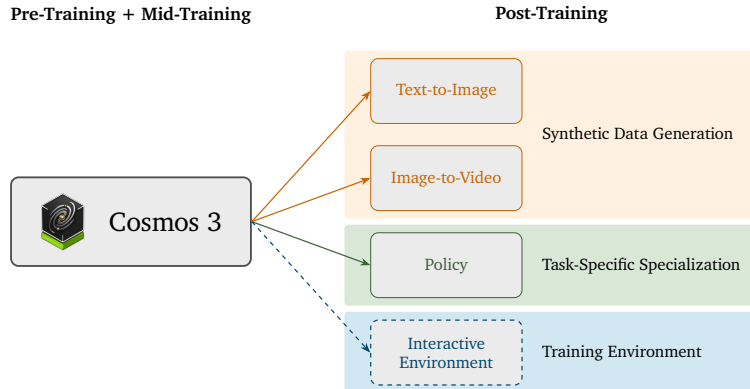 Pre-Training + Mid-Training
Post-Training
Text-to-Image
Synthetic Data Generation
Image-to-Video
Cosmos 3
Policy
Task-Specific Specialization
Interactive
Environment
Training Environment